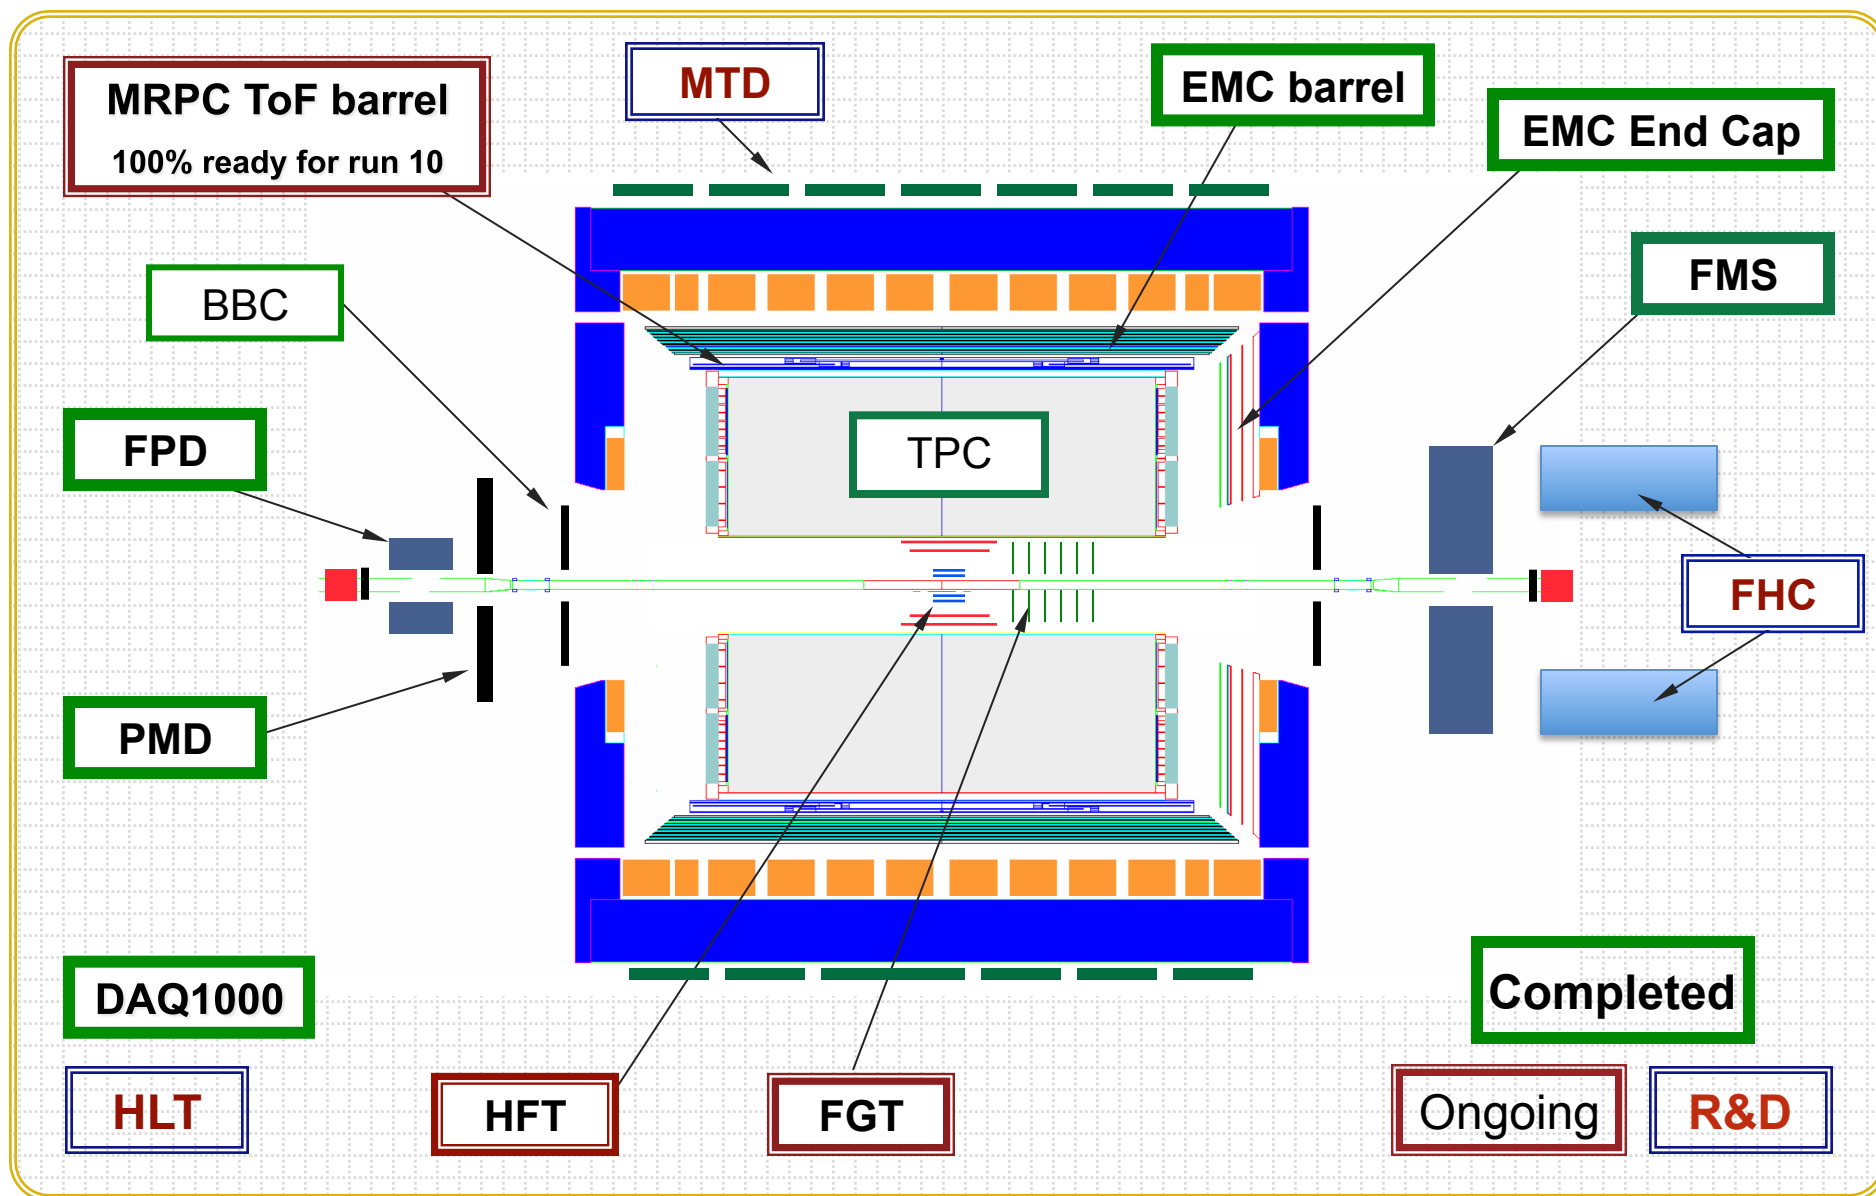 MRPC ToF barrel
100% ready for run 10
MTD
EMC barrel
EMC End Cap
BBC
FMS
FPD
TPC
FHC
PMD
DAQ1000
Completed
HLT
HFT
FGT
Ongoing
R&D